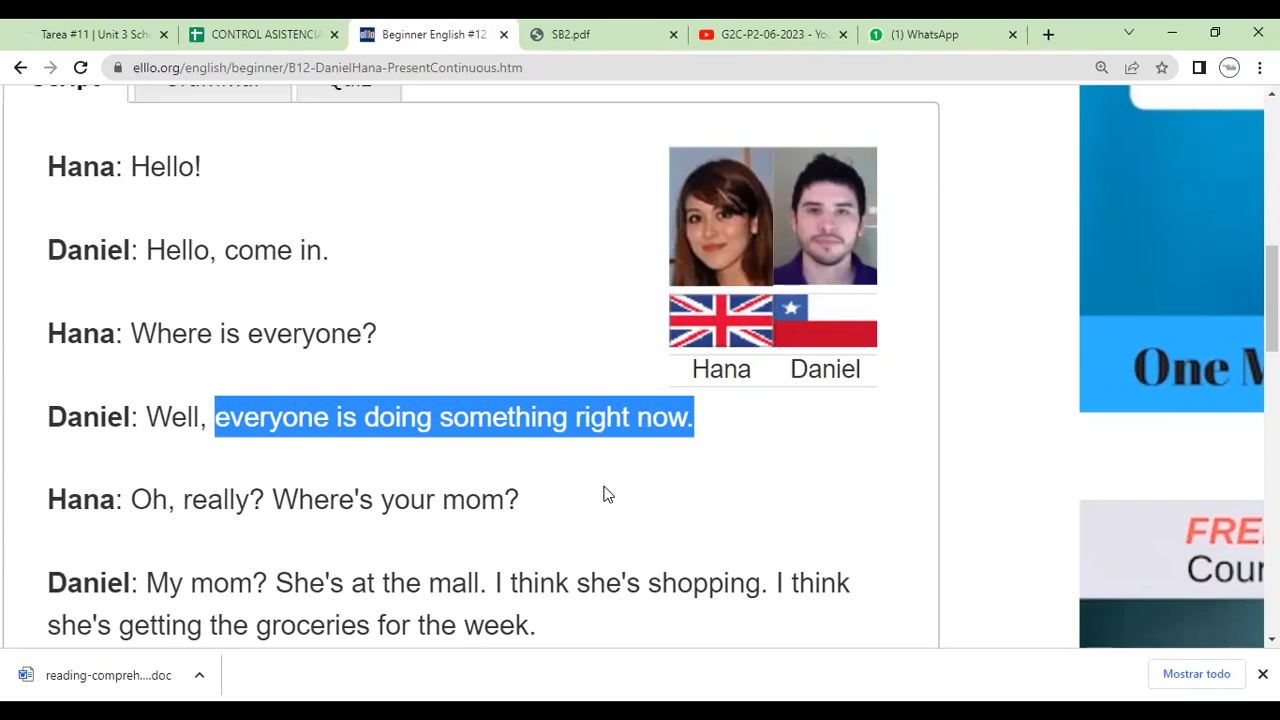 Tarea #11 | Unit 3 Sch
CONTROL ASISTENCIA
Beginner English #12
SB2.pdf
G2C-P2-06-2023 - You
(1) WhatsApp
elllo.org/english/beginner/B12-DanielHana-PresentContinuous.htm
Script
Grammar
Quiz
Hana: Hello!
Daniel: Hello, come in.
Hana: Where is everyone?
Hana Daniel
One M
Daniel: Well, everyone is doing something right now.
Hana: Oh, really? Where's your mom?
FREE
Cour
Daniel: My mom? She's at the mall. I think she's shopping. I think
she's getting the groceries for the week.
reading-compreh....doc
Mostrar todo